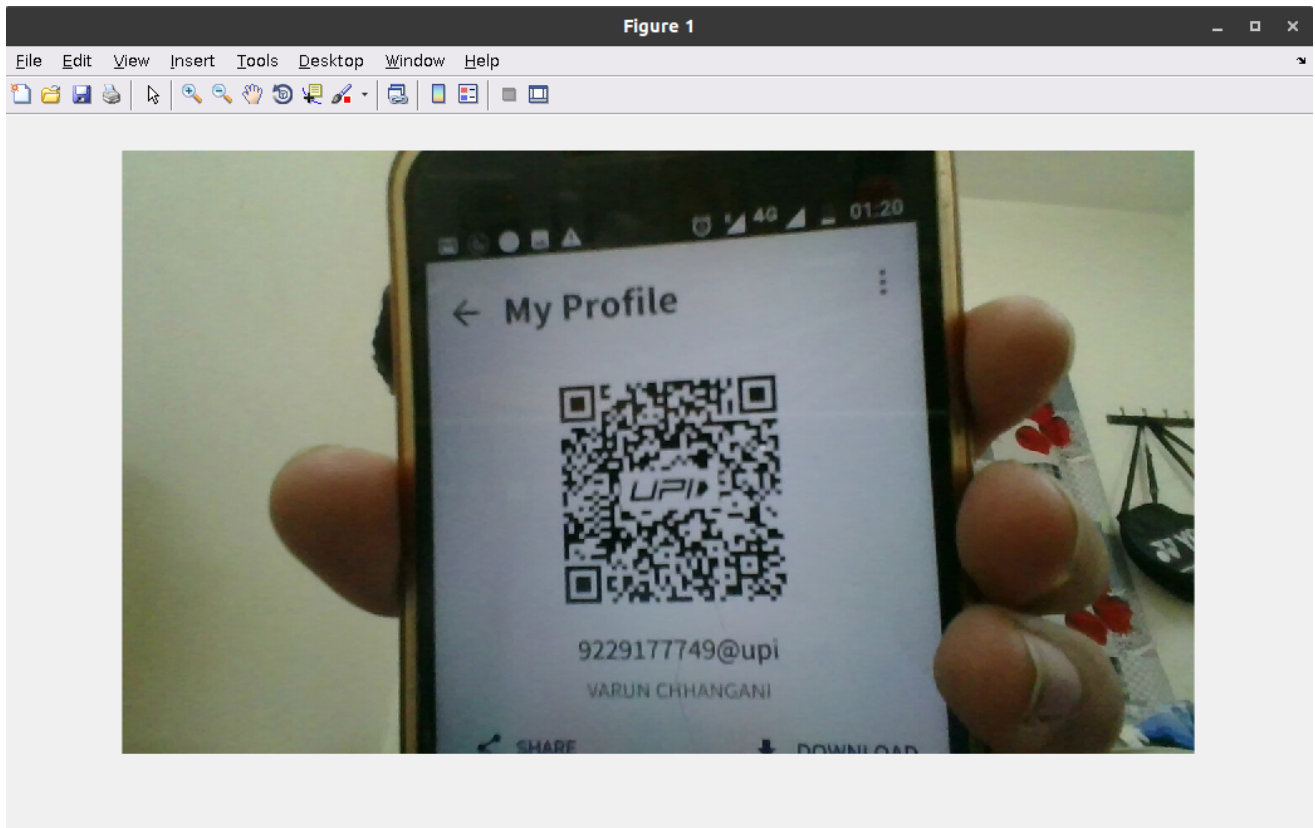 Figure 1
File Edit View Insert Tools Desktop Window Help
4G 01:20
My Profile
UPI
9229177749@upi
VARUN CHHANGANI
SHARE DOWNLOAD